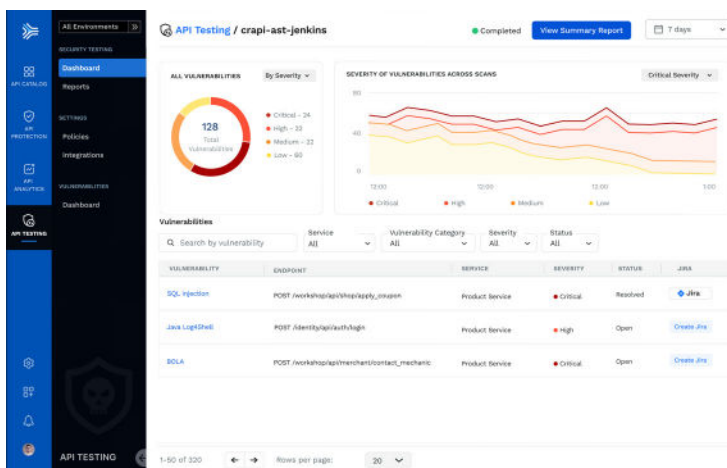 All Environments
SECURITY TESTING
Dashboard
Reports
SETTINGS
Policies
Integrations
VULNERABILITIES
Dashboard
API CATALOG
API PROTECTION
API ANALYTICS
API TESTING
API TESTING
API Testing / crapi-ast-jenkins
Completed
View Summary Report
7 days
ALL VULNERABILITIES
By Severity
128
Total
Vulnerabilities
Critical - 24
High - 22
Medium - 22
Low - 60
SEVERITY OF VULNERABILITIES ACROSS SCANS
Critical Severity
40
0
12:00 12:00 12:00 1:00
Critical High Medium Low
Vulnerabilities
Search by vulnerability
Service
All
Vulnerability Category
All
Severity
All
Status
All
VULNERABILITY ENDPOINT SERVICE SEVERITY STATUS JIRA
SQL Injection POST /workshop/api/shop/apply_coupon Product Service Critical Resolved Jira
Java Log4Shell POST /identity/api/auth/login Product Service High Open Create Jira
BOLA POST /workshop/api/merchant/contact_mechanic Product Service Critical Open Create Jira
1-50 of 320 Rows per page: 20